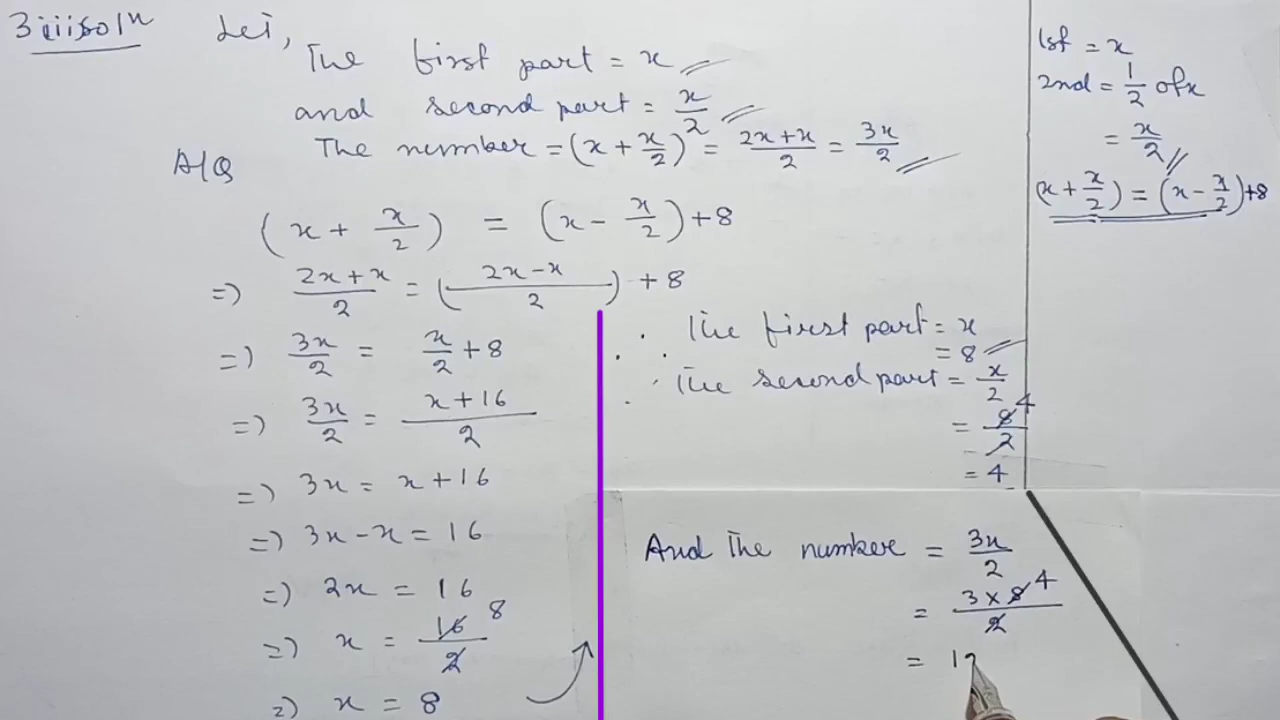 3 iii) Solⁿ Let,
The first part = x
and second part = x/2
The number = (x + x/2) = (2x+x)/2 = 3x/2
A/Q
(x + x/2) = (x - x/2) + 8
=> (2x+x)/2 = ((2x-x)/2) + 8
=> 3x/2 = x/2 + 8
=> 3x/2 = (x+16)/2
=> 3x = x+16
=> 3x - x = 16
=> 2x = 16
=> x = 16/2 8
=> x = 8
∴ The first part = x
= 8
∴ The second part = x/2
= 8/2 4
= 4
And The number = 3x/2
= (3 × 8)/2 4
= 12
1st = x
2nd = 1/2 of x
= x/2
(x + x/2) = (x - x/2) + 8